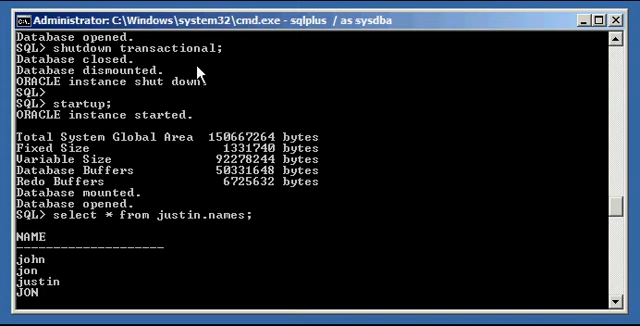 Administrator: C:\Windows\system32\cmd.exe - sqlplus / as sysdba
Database opened.
SQL> shutdown transactional;
Database closed.
Database dismounted.
ORACLE instance shut down.
SQL>
SQL> startup;
ORACLE instance started.
Total System Global Area 150667264 bytes
Fixed Size 1331740 bytes
Variable Size 92278244 bytes
Database Buffers 50331648 bytes
Redo Buffers 6725632 bytes
Database mounted.
Database opened.
SQL> select * from justin.names;
NAME
--------------------
john
jon
justin
JON